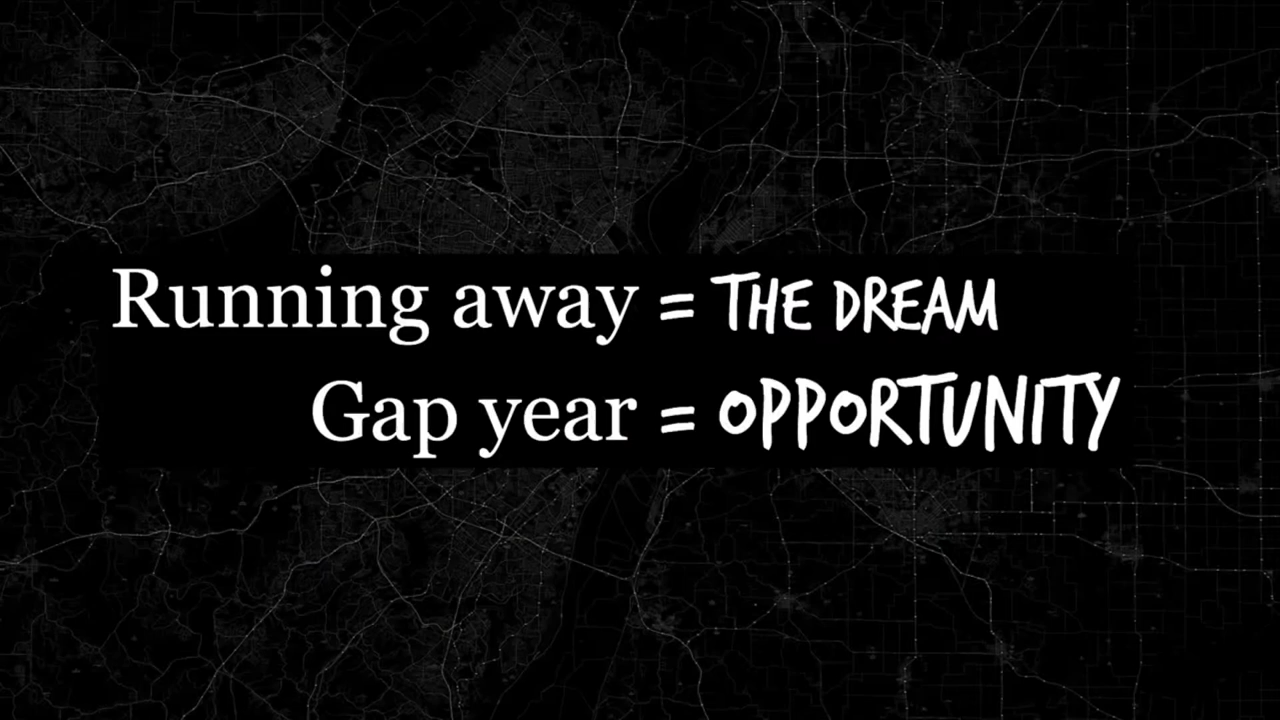 Running away = THE DREAM
Gap year = OPPORTUNITY